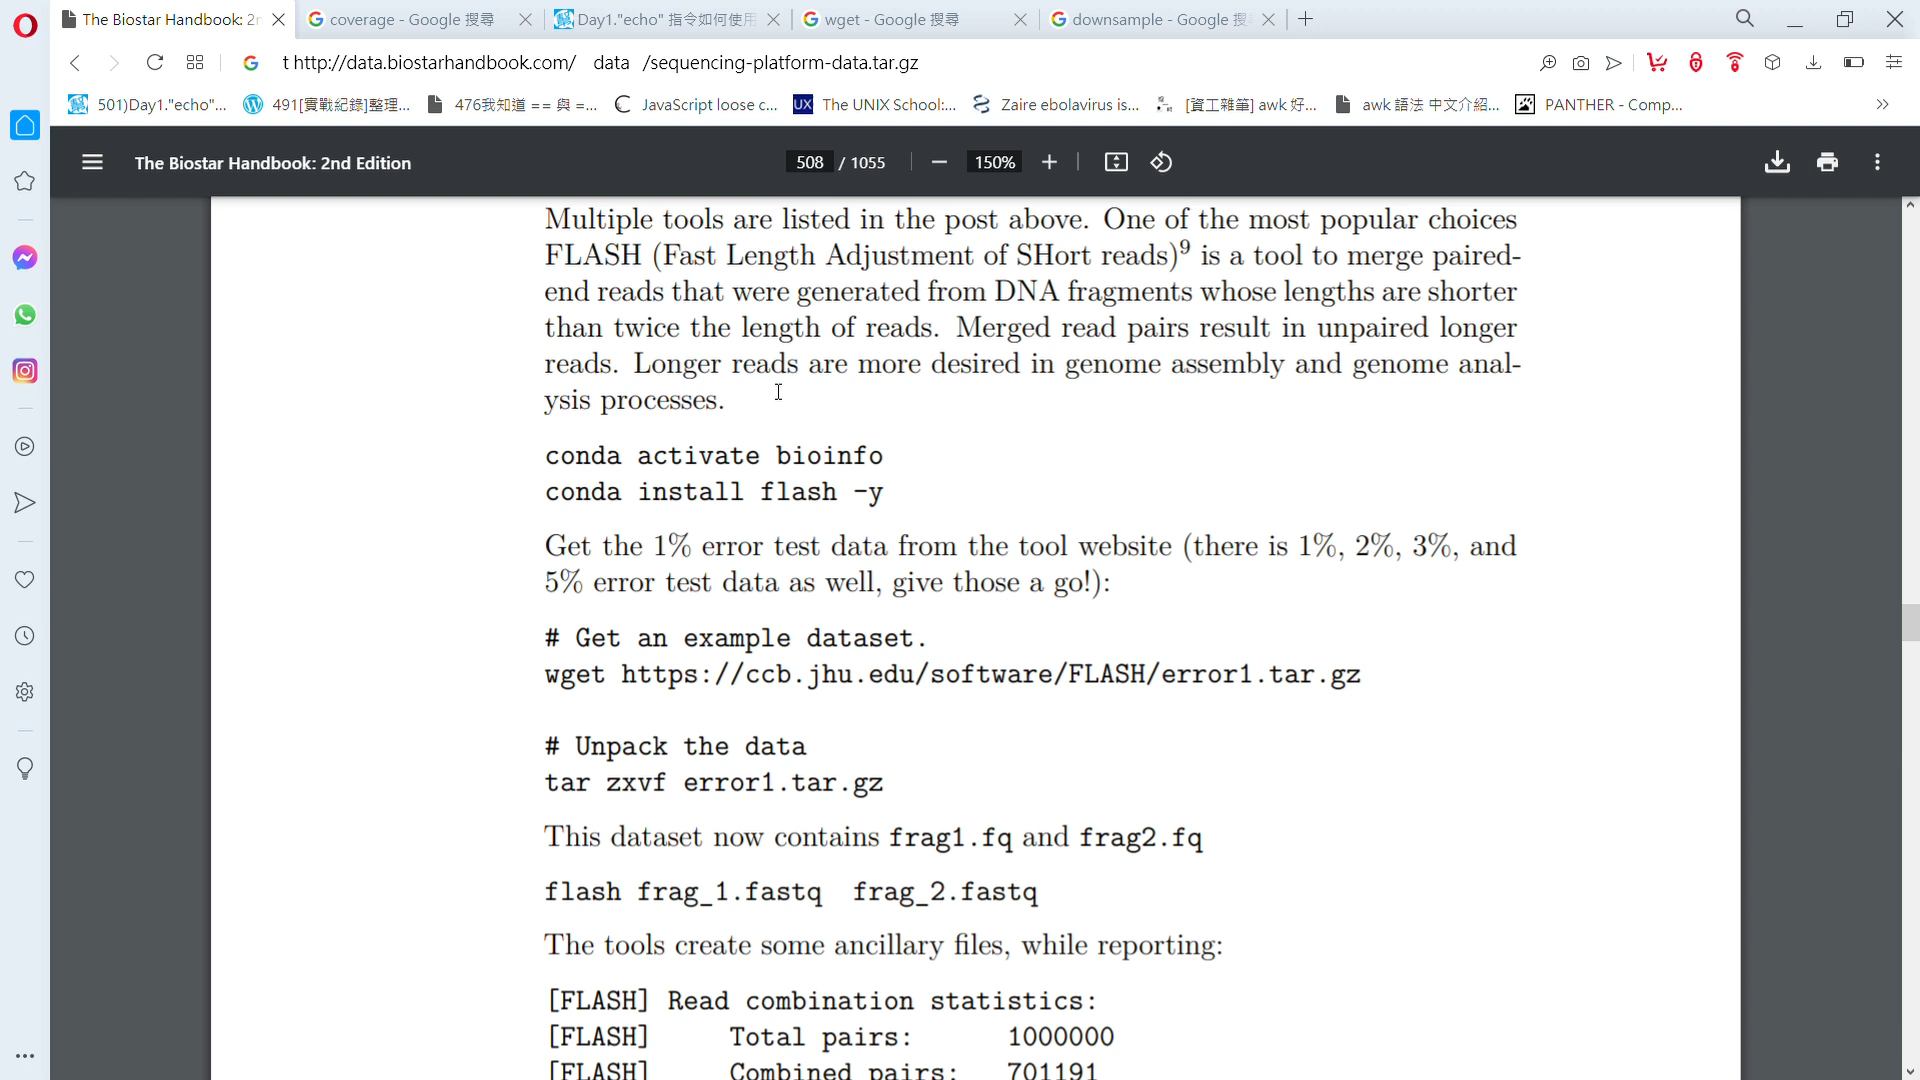 The Biostar Handbook: 2n
coverage - Google 搜尋
Day1."echo" 指令如何使用
wget - Google 搜尋
downsample - Google 搜
t http://data.biostarhandbook.com/ data /sequencing-platform-data.tar.gz
501)Day1."echo"...
491[實戰紀錄]整理...
476我知道 == 與 =...
JavaScript loose c...
UX The UNIX School:...
Zaire ebolavirus is...
[資工雜筆] awk 好...
awk 語法 中文介紹...
PANTHER - Comp...
The Biostar Handbook: 2nd Edition
508 / 1055
150%
Multiple tools are listed in the post above. One of the most popular choices
FLASH (Fast Length Adjustment of SHort reads)9 is a tool to merge paired-
end reads that were generated from DNA fragments whose lengths are shorter
than twice the length of reads. Merged read pairs result in unpaired longer
reads. Longer reads are more desired in genome assembly and genome anal-
ysis processes.
conda activate bioinfo
conda install flash -y
Get the 1% error test data from the tool website (there is 1%, 2%, 3%, and
5% error test data as well, give those a go!):
# Get an example dataset.
wget https://ccb.jhu.edu/software/FLASH/error1.tar.gz
# Unpack the data
tar zxvf error1.tar.gz
This dataset now contains frag1.fq and frag2.fq
flash frag_1.fastq frag_2.fastq
The tools create some ancillary files, while reporting:
[FLASH] Read combination statistics:
[FLASH] Total pairs: 1000000
[FLASH] Combined pairs: 701191